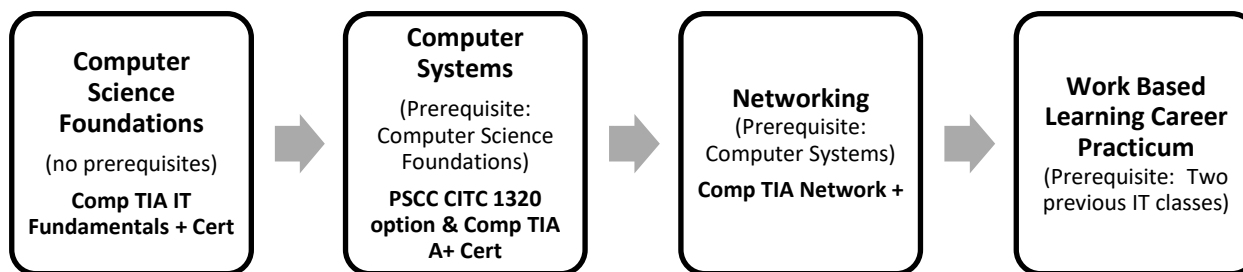 Computer
Science
Foundations
(no prerequisites)
Comp TIA IT
Fundamentals + Cert
Computer
Systems
(Prerequisite:
Computer Science
Foundations)
PSCC CITC 1320
option & Comp TIA
A+ Cert
Networking
(Prerequisite:
Computer Systems)
Comp TIA Network +
Work Based
Learning Career
Practicum
(Prerequisite:  Two
previous IT classes)